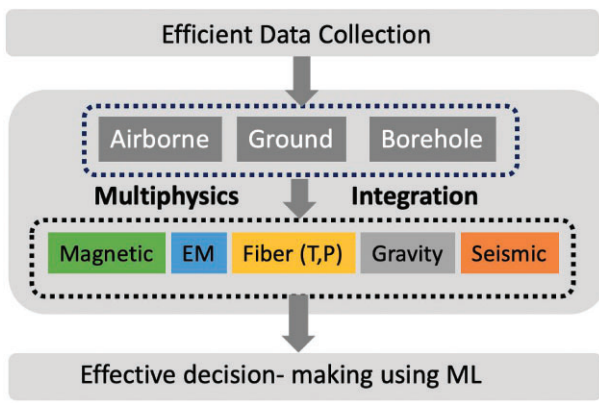 Efficient Data Collection
Airborne Ground Borehole
Multiphysics Integration
Magnetic EM Fiber (T,P) Gravity Seismic
Effective decision- making using ML